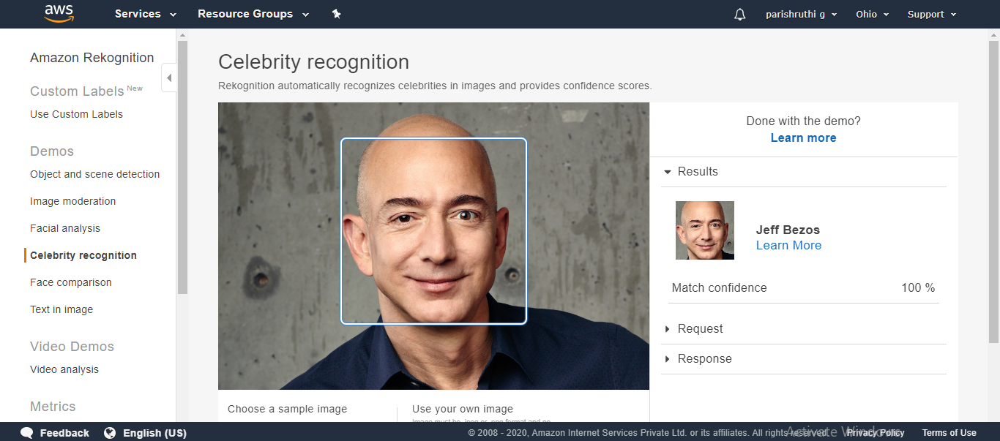 aws
Services
Resource Groups
parishruthi g
Ohio
Support
Amazon Rekognition
Custom Labels New
Use Custom Labels
Demos
Object and scene detection
Image moderation
Facial analysis
Celebrity recognition
Face comparison
Text in image
Video Demos
Video analysis
Metrics
Celebrity recognition
Rekognition automatically recognizes celebrities in images and provides confidence scores.
Choose a sample image
Use your own image
Done with the demo?
Learn more
Results
Jeff Bezos
Learn More
Match confidence 100 %
Request
Response
Feedback
English (US)
© 2008 - 2020, Amazon Internet Services Private Ltd. or its affiliates. All rights reserved.
Activate Windows
Privacy Policy
Terms of Use